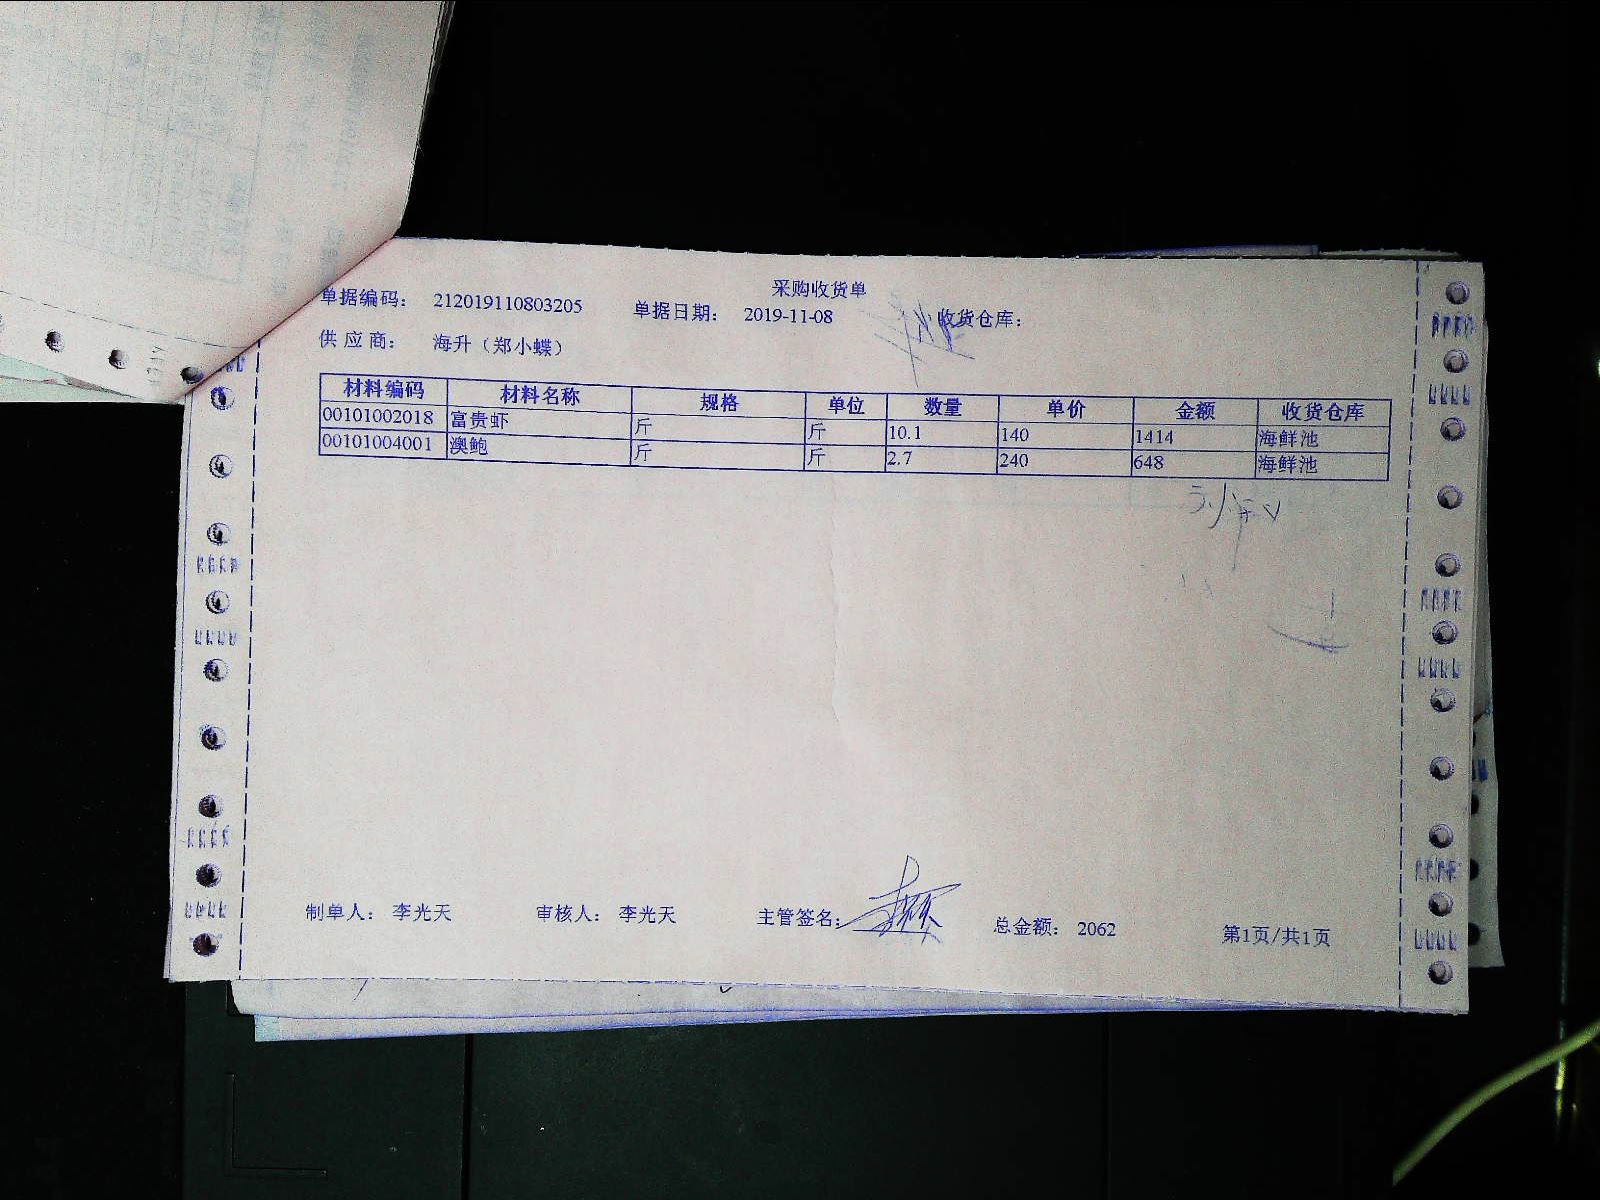 采购收货单
单据编码： 212019110803205 单据日期： 2019-11-08 收货仓库：
供应商： 海升（郑小蝶）
材料编码 材料名称 规格 单位 数量 单价 金额 收货仓库
00101002018 富贵虾 斤 斤 10.1 140 1414 海鲜池
00101004001 澳鲍 斤 斤 2.7 240 648 海鲜池
制单人： 李光天 审核人： 李光天 主管签名： 总金额： 2062 第1页/共1页